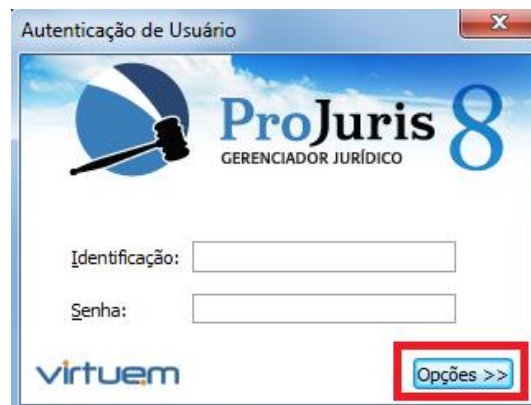 Autenticação de Usuário
ProJuris 8
GERENCIADOR JURÍDICO
Identificação:
Senha:
virtuem
Opções >>